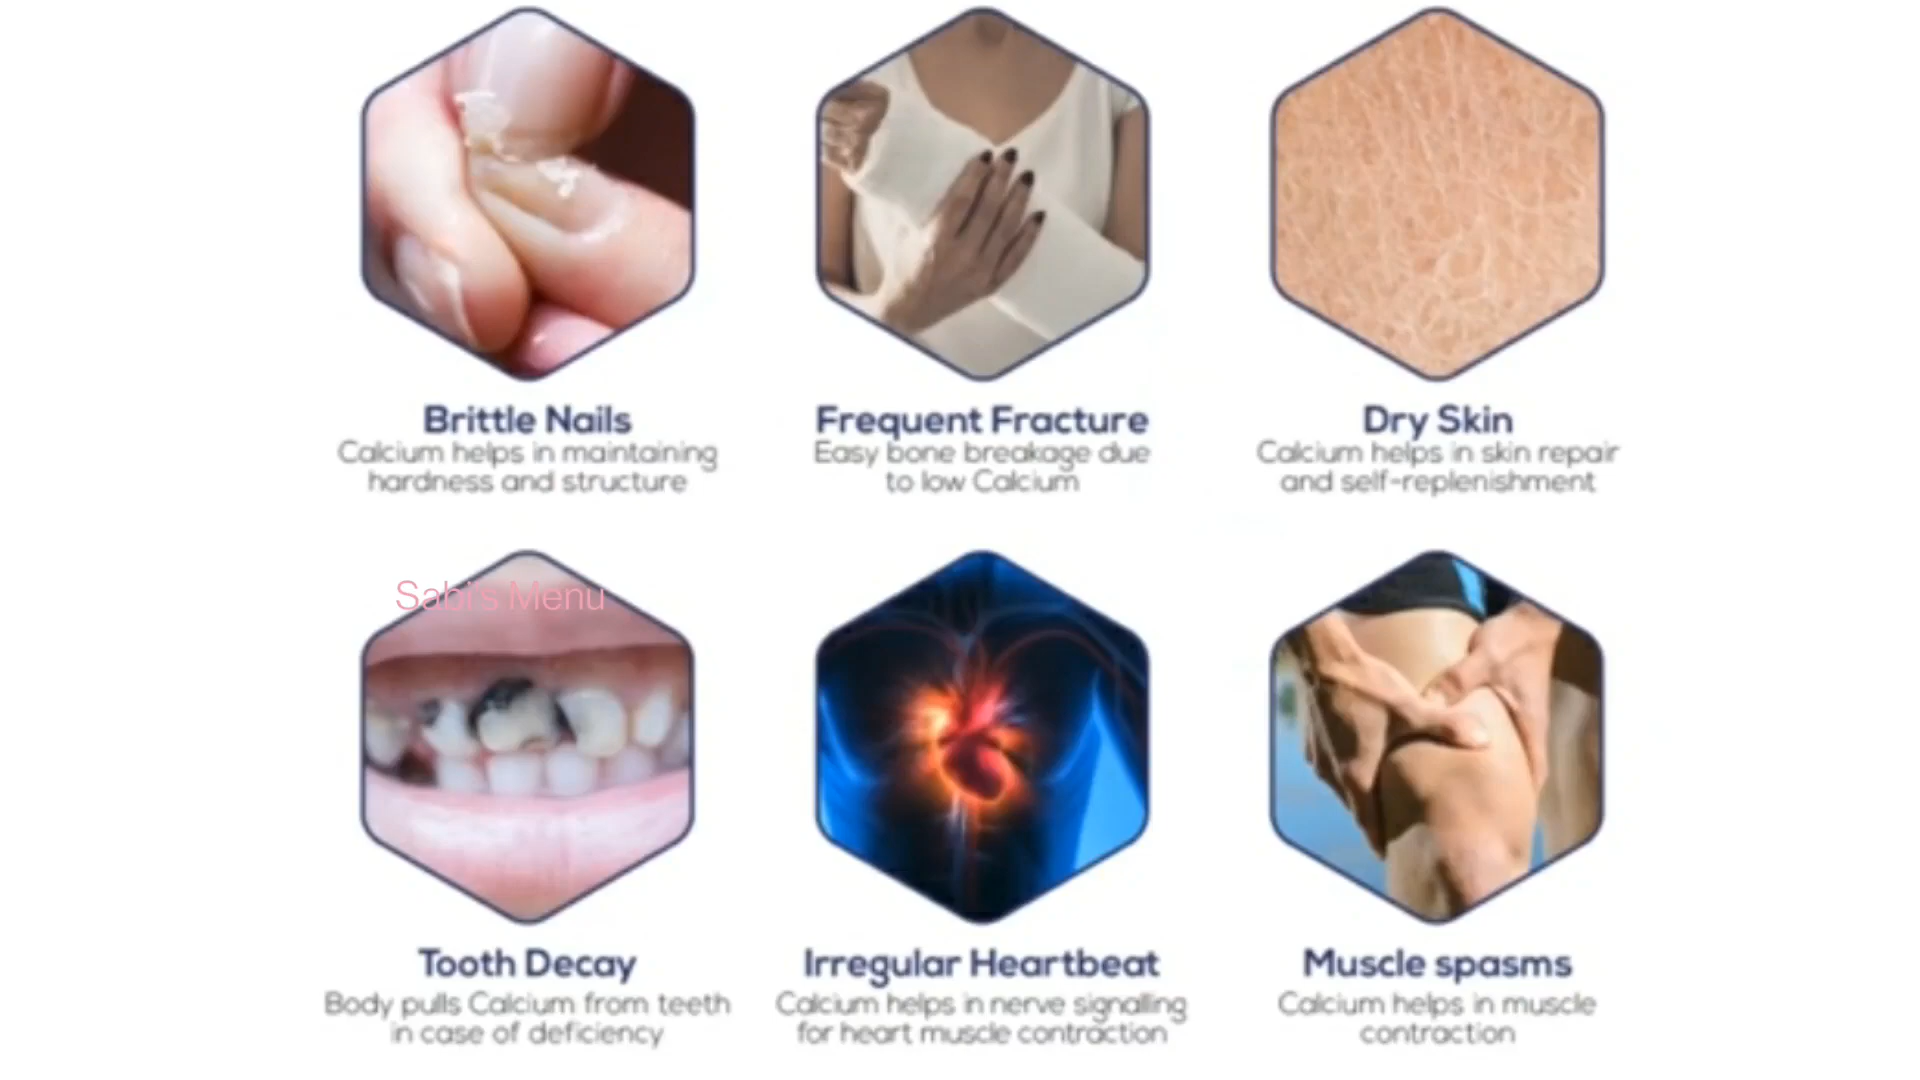 Brittle Nails
Calcium helps in maintaining
hardness and structure
Frequent Fracture
Easy bone breakage due
to low Calcium
Dry Skin
Calcium helps in skin repair
and self-replenishment
Sabi's Menu
Tooth Decay
Body pulls Calcium from teeth
in case of deficiency
Irregular Heartbeat
Calcium helps in nerve signalling
for heart muscle contraction
Muscle spasms
Calcium helps in muscle
contraction